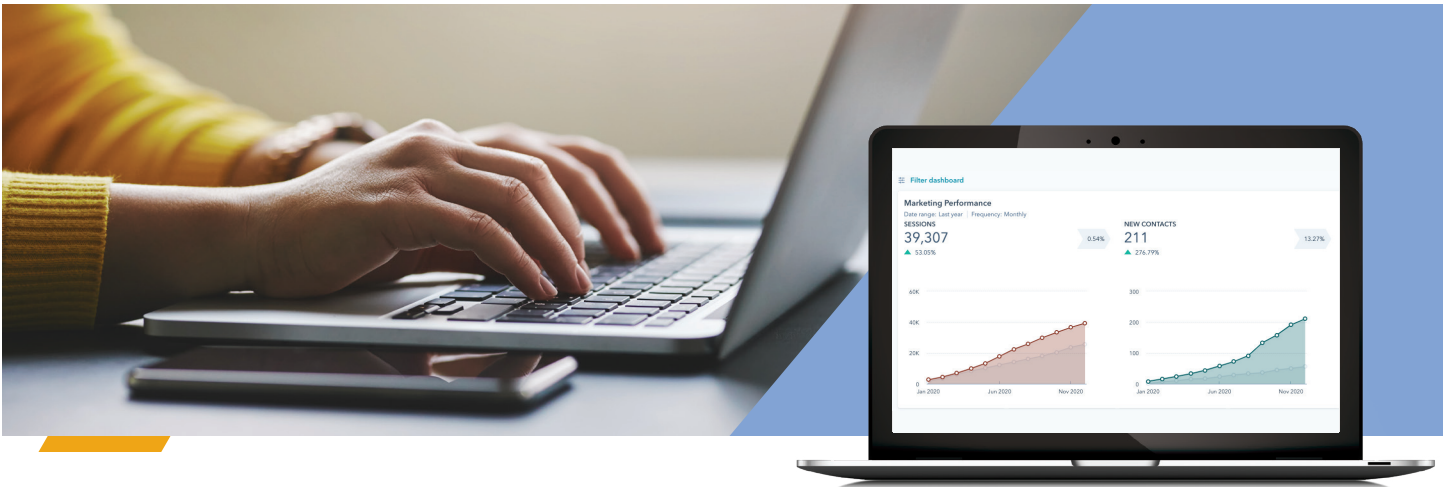 Filter dashboard
Marketing Performance
Date range: Last year | Frequency: Monthly
SESSIONS
39,307
0.54%
53.05%
NEW CONTACTS
211
13.27%
276.79%
60K
40K
20K
0
Jan 2020
Jun 2020
Nov 2020
300
200
100
0
Jan 2020
Jun 2020
Nov 2020